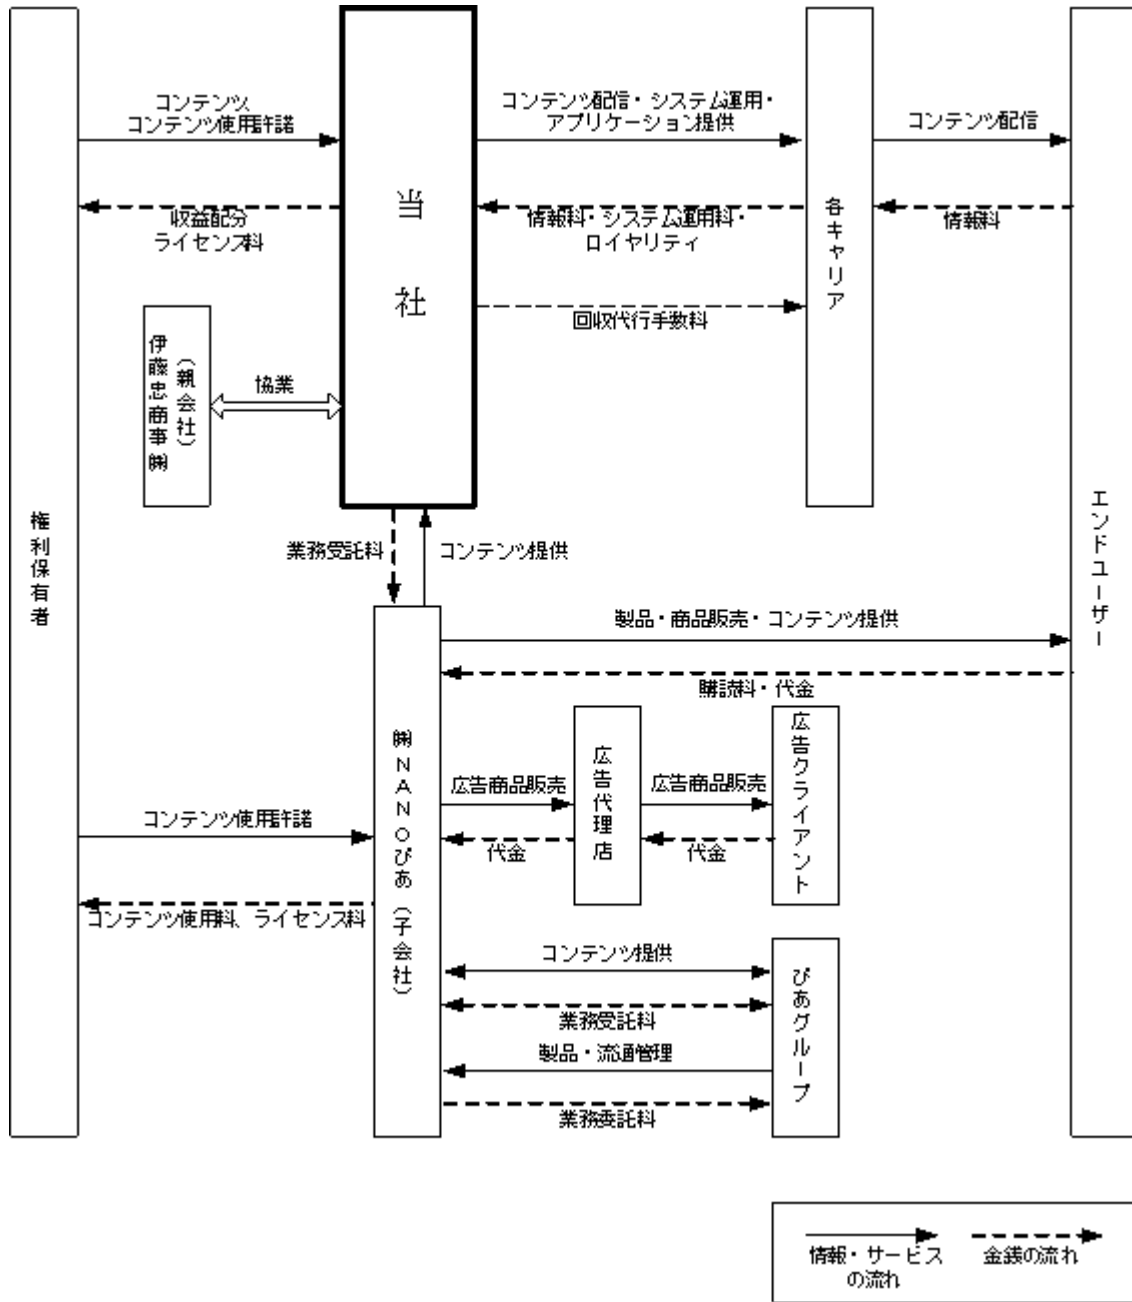 コンテンツ、
コンテンツ使用許諾
コンテンツ配信・システム運用・
アプリケーション提供
コンテンツ配信
収益配分
ライセンス料
情報料・システム運用料・
ロイヤリティ
情報料
当社
各キャリア
回収代行手数料
(親会社)
伊藤忠商事㈱
協業
権利保有者
エンドユーザー
業務受託料
コンテンツ提供
製品・商品販売・コンテンツ提供
購読料・代金
㈱NANOぴあ(子会社)
広告代理店
広告クライアント
広告商品販売
広告商品販売
代金
代金
コンテンツ使用許諾
コンテンツ使用料、ライセンス料
コンテンツ提供
業務受託料
製品・流通管理
業務委託料
ぴあグループ
情報・サービス
の流れ
金銭の流れ